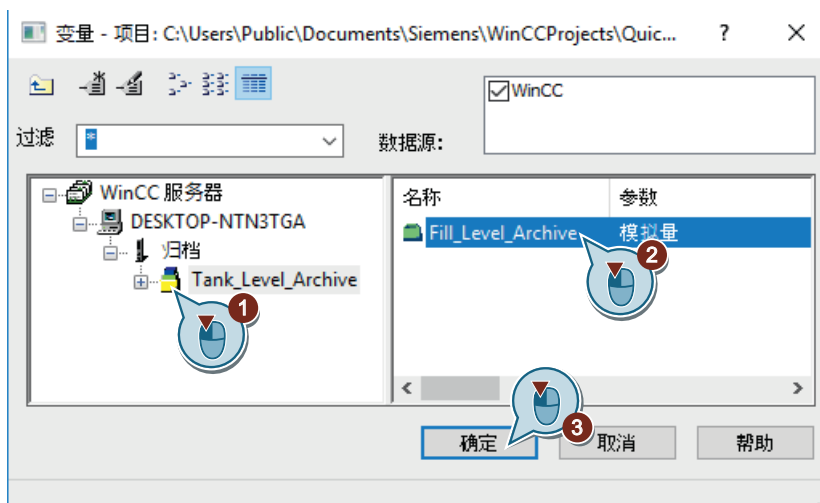 变量 - 项目: C:\Users\Public\Documents\Siemens\WinCCProjects\Quic... ? ×
WinCC
过滤 * 数据源:
WinCC 服务器
DESKTOP-NTN3TGA
归档
Tank_Level_Archive
1
名称 参数
Fill_Level_Archive 模拟量
2
确定 取消 帮助
3